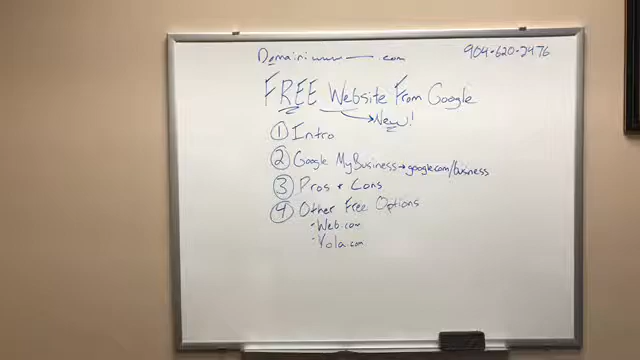 Domain: www.______.com
904-620-2476
FREE Website From Google
New!
① Intro
② Google MyBusiness → google.com/business
③ Pros + Cons
④ Other Free Options
- Web.com
- Yola.com